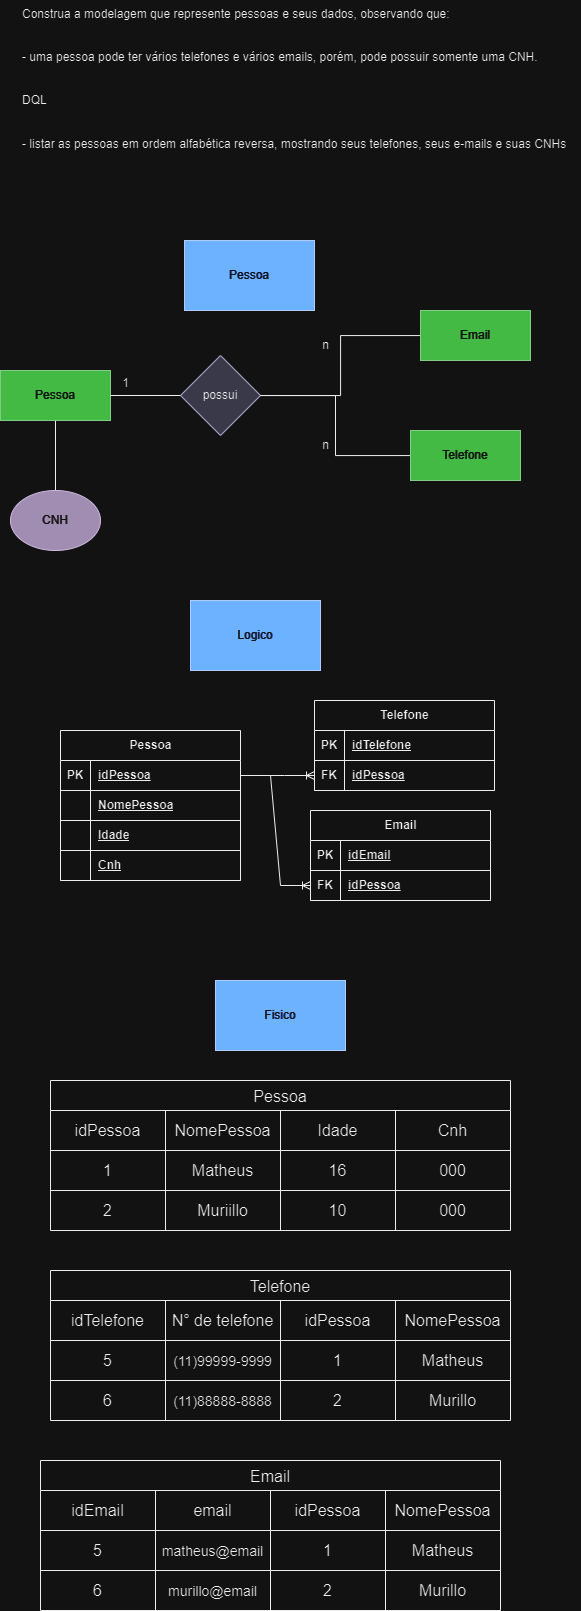 Construa a modelagem que represente pessoas e seus dados, observando que:
- uma pessoa pode ter vários telefones e vários emails, porém, pode possuir somente uma CNH.
DQL
- listar as pessoas em ordem alfabética reversa, mostrando seus telefones, seus e-mails e suas CNHs
Pessoa
n
Email
1
possui
Pessoa
n
Telefone
CNH
Logico
Telefone
PK idTelefone
FK idPessoa
Pessoa
PK idPessoa
NomePessoa
Idade
Cnh
Email
PK idEmail
FK idPessoa
Fisico
Pessoa
idPessoa NomePessoa Idade Cnh
1 Matheus 16 000
2 Muriillo 10 000
Telefone
idTelefone N° de telefone idPessoa NomePessoa
5 (11)99999-9999 1 Matheus
6 (11)88888-8888 2 Murillo
Email
idEmail email idPessoa NomePessoa
5 matheus@email 1 Matheus
6 murillo@email 2 Murillo